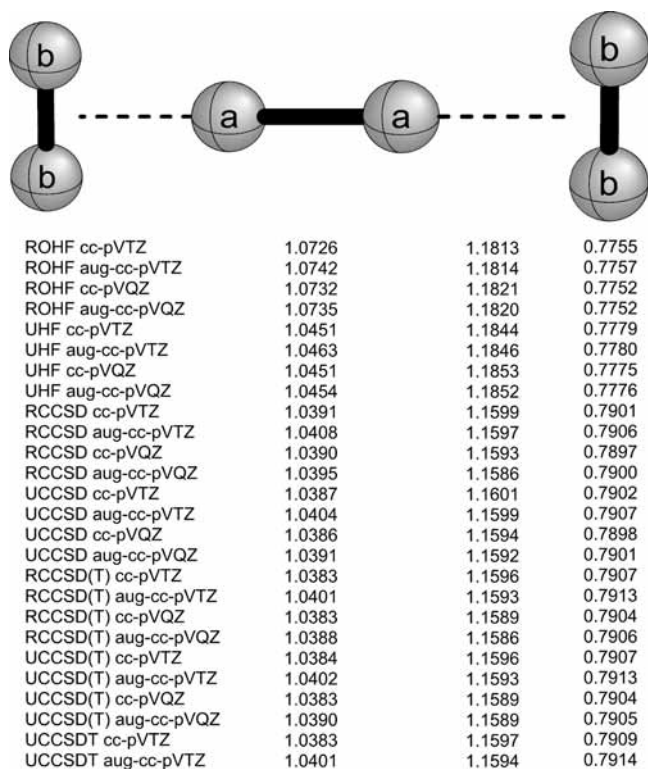 b b
a a
b b
ROHF cc-pVTZ 1.0726 1.1813 0.7755
ROHF aug-cc-pVTZ 1.0742 1.1814 0.7757
ROHF cc-pVQZ 1.0732 1.1821 0.7752
ROHF aug-cc-pVQZ 1.0735 1.1820 0.7752
UHF cc-pVTZ 1.0451 1.1844 0.7779
UHF aug-cc-pVTZ 1.0463 1.1846 0.7780
UHF cc-pVQZ 1.0451 1.1853 0.7775
UHF aug-cc-pVQZ 1.0454 1.1852 0.7776
RCCSD cc-pVTZ 1.0391 1.1599 0.7901
RCCSD aug-cc-pVTZ 1.0408 1.1597 0.7906
RCCSD cc-pVQZ 1.0390 1.1593 0.7897
RCCSD aug-cc-pVQZ 1.0395 1.1586 0.7900
UCCSD cc-pVTZ 1.0387 1.1601 0.7902
UCCSD aug-cc-pVTZ 1.0404 1.1599 0.7907
UCCSD cc-pVQZ 1.0386 1.1594 0.7898
UCCSD aug-cc-pVQZ 1.0391 1.1592 0.7901
RCCSD(T) cc-pVTZ 1.0383 1.1596 0.7907
RCCSD(T) aug-cc-pVTZ 1.0401 1.1593 0.7913
RCCSD(T) cc-pVQZ 1.0383 1.1589 0.7904
RCCSD(T) aug-cc-pVQZ 1.0388 1.1586 0.7906
UCCSD(T) cc-pVTZ 1.0384 1.1596 0.7907
UCCSD(T) aug-cc-pVTZ 1.0402 1.1593 0.7913
UCCSD(T) cc-pVQZ 1.0383 1.1589 0.7904
UCCSD(T) aug-cc-pVQZ 1.0390 1.1589 0.7905
UCCSDT cc-pVTZ 1.0383 1.1597 0.7909
UCCSDT aug-cc-pVTZ 1.0401 1.1594 0.7914